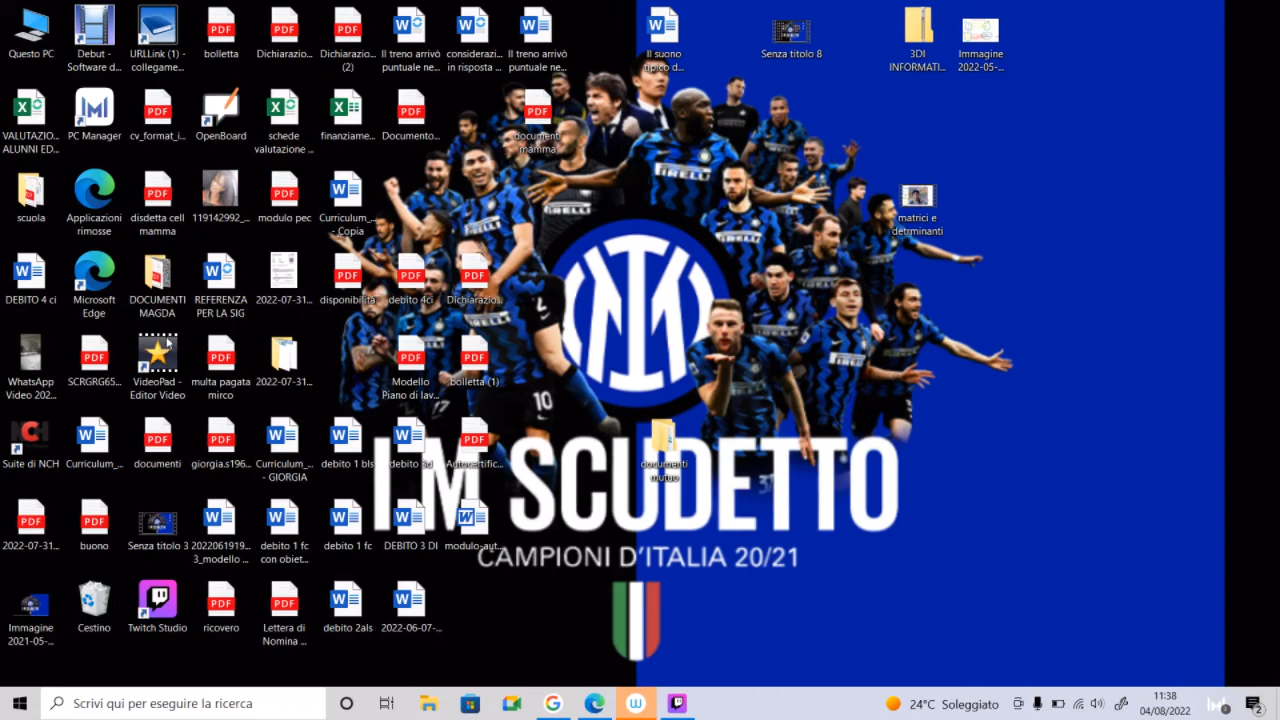 Questo PC
Debut - Software d...
URLLink (1) - collegame...
bolletta
Dichiarazio...
Dichiarazio... (2)
Il treno arrivò puntuale ne...
considerazi... in risposta ...
Il treno arrivò puntuale ne...
Il suono tipico d...
Senza titolo 8
3DI INFORMATI...
Immagine 2022-05-...
VALUTAZIO... ALUNNI ED...
PC Manager
cv_format_i...
OpenBoard
schede valutazione ...
finanziame...
Documento...
documenti mamma
scuola
Applicazioni rimosse
disdetta cell mamma
119142992_...
modulo pec
Curriculum_... - Copia
matrici e detrminanti
DEBITO 4 ci
Microsoft Edge
DOCUMENTI MAGDA
REFERENZA PER LA SIG
2022-07-31...
disponibilità
debito 4ci
Dichiarazio...
WhatsApp Video 202...
SCRGRG65...
VideoPad - Editor Video
multa pagata mirco
2022-07-31...
Modello Piano di lav...
bolletta (1)
Suite di NCH
Curriculum_...
documenti
giorgia.s196...
Curriculum_... - GIORGIA
debito 1 bls
debito 3d
Autocertific...
documenti mutuo
2022-07-31...
buono
Senza titolo 3
2022061919... 3_modello ...
debito 1 fc con obiet...
debito 1 fc
DEBITO 3 DI
modulo-aut...
Immagine 2021-05-...
Cestino
Twitch Studio
ricovero
Lettera di Nomina ...
debito 2als
2022-06-07-...
PIRELLI
10
I M SCUDETTO
CAMPIONI D'ITALIA 20/21
Scrivi qui per eseguire la ricerca
24°C Soleggiato
11:38
04/08/2022
2